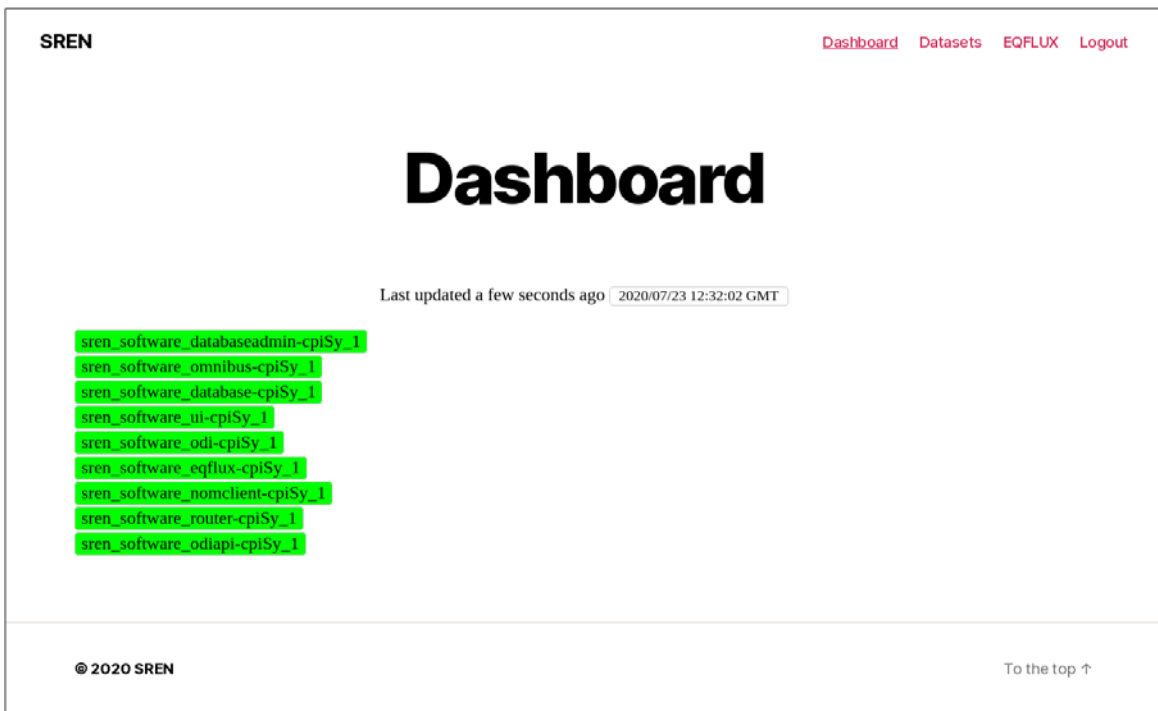 SREN
Dashboard Datasets EQFLUX Logout
Dashboard
Last updated a few seconds ago 2020/07/23 12:32:02 GMT
sren_software_databaseadmin-cpiSy_1
sren_software_omnibus-cpiSy_1
sren_software_database-cpiSy_1
sren_software_ui-cpiSy_1
sren_software_odi-cpiSy_1
sren_software_eqflux-cpiSy_1
sren_software_nomclient-cpiSy_1
sren_software_router-cpiSy_1
sren_software_odiapi-cpiSy_1
© 2020 SREN
To the top ↑